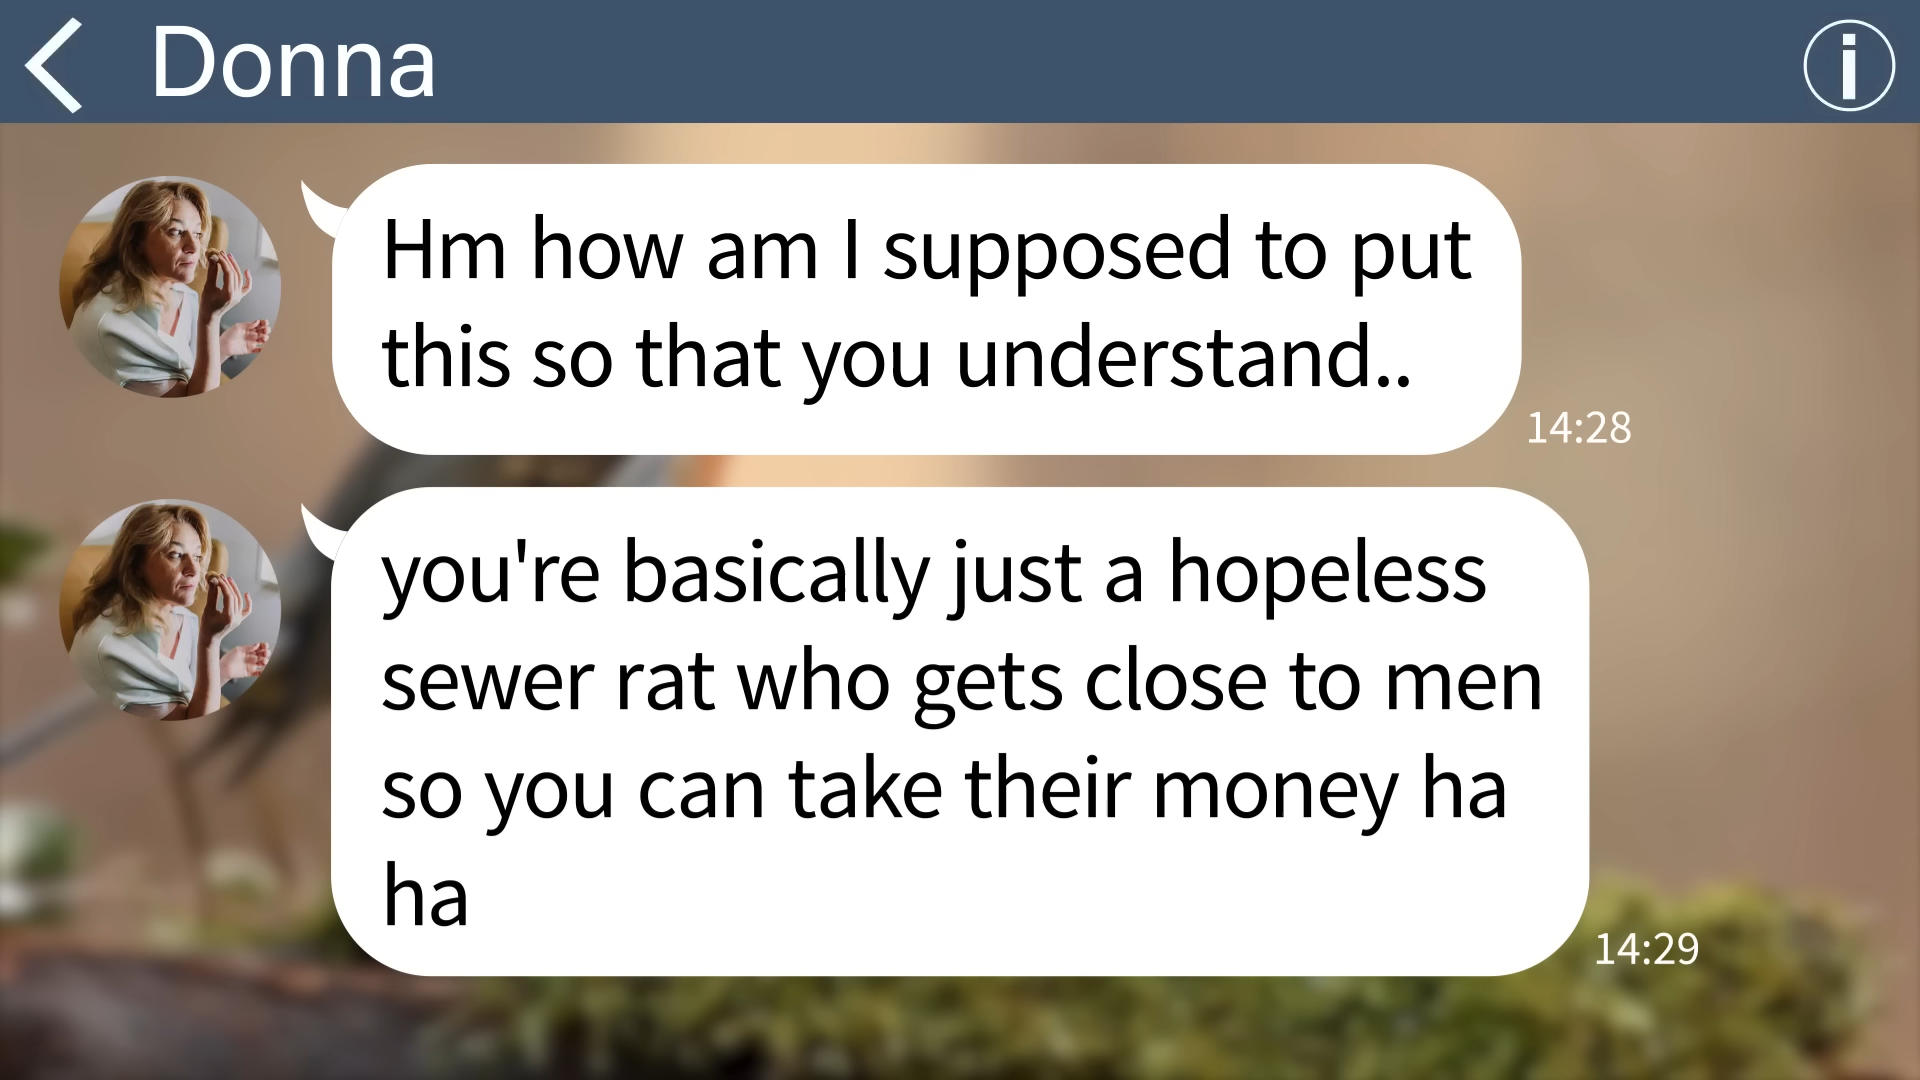 Donna
Hm how am I supposed to put
this so that you understand..
14:28
you're basically just a hopeless
sewer rat who gets close to men
so you can take their money ha
ha
14:29